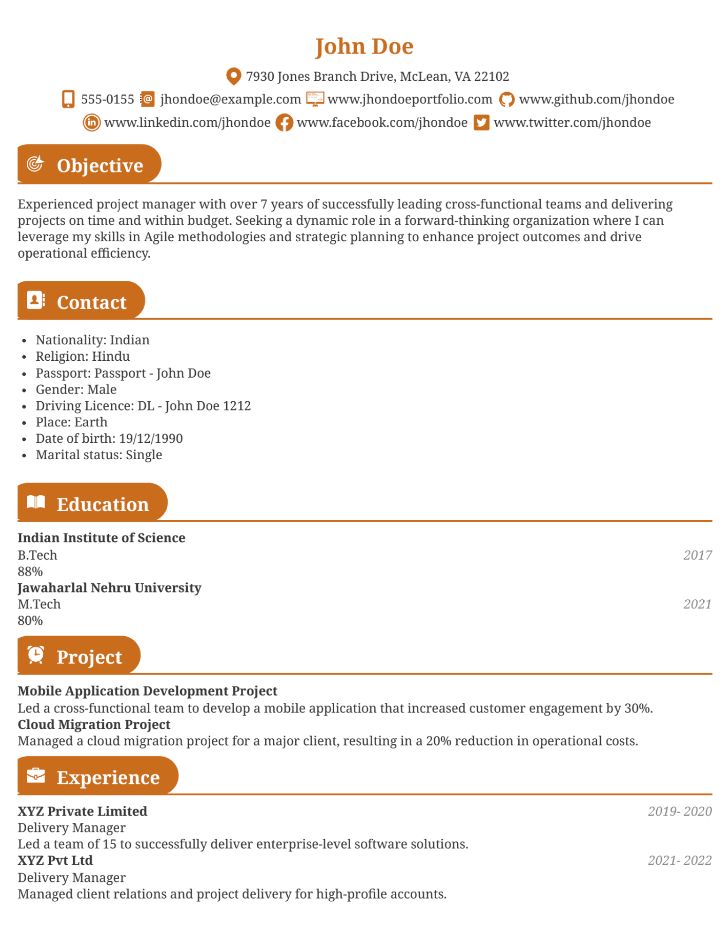 John Doe
7930 Jones Branch Drive, McLean, VA 22102
555-0155 jhondoe@example.com www.jhondoeportfolio.com www.github.com/jhondoe
www.linkedin.com/jhondoe www.facebook.com/jhondoe www.twitter.com/jhondoe
Objective
Experienced project manager with over 7 years of successfully leading cross-functional teams and delivering
projects on time and within budget. Seeking a dynamic role in a forward-thinking organization where I can
leverage my skills in Agile methodologies and strategic planning to enhance project outcomes and drive
operational efficiency.
Contact
• Nationality: Indian
• Religion: Hindu
• Passport: Passport - John Doe
• Gender: Male
• Driving Licence: DL - John Doe 1212
• Place: Earth
• Date of birth: 19/12/1990
• Marital status: Single
Education
Indian Institute of Science
B.Tech 2017
88%
Jawaharlal Nehru University
M.Tech 2021
80%
Project
Mobile Application Development Project
Led a cross-functional team to develop a mobile application that increased customer engagement by 30%.
Cloud Migration Project
Managed a cloud migration project for a major client, resulting in a 20% reduction in operational costs.
Experience
XYZ Private Limited 2019- 2020
Delivery Manager
Led a team of 15 to successfully deliver enterprise-level software solutions.
XYZ Pvt Ltd 2021- 2022
Delivery Manager
Managed client relations and project delivery for high-profile accounts.